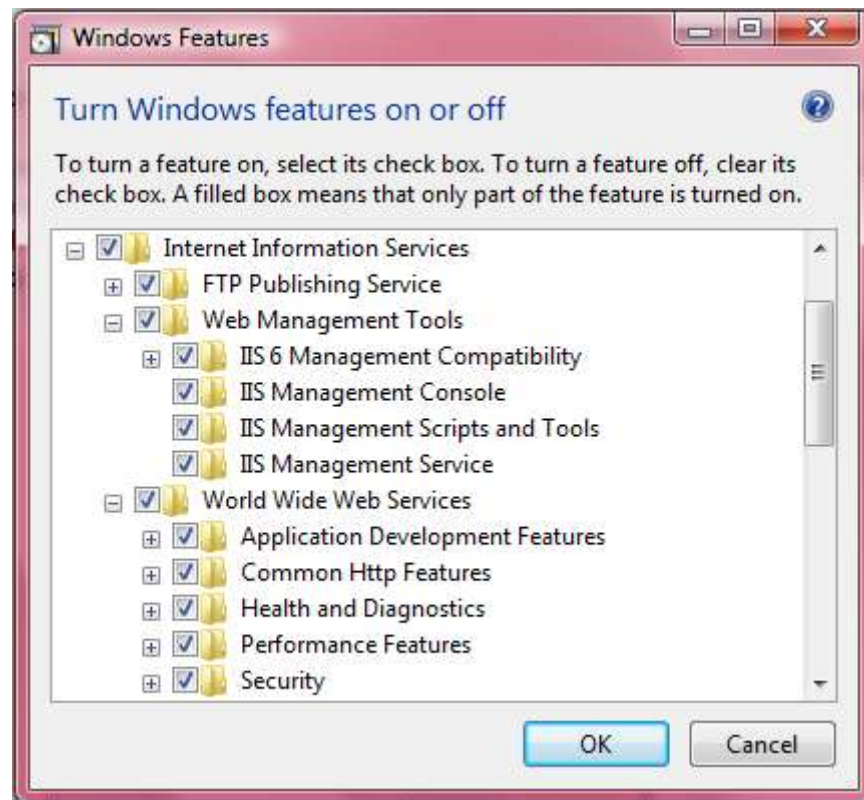 Windows Features
Turn Windows features on or off
To turn a feature on, select its check box. To turn a feature off, clear its
check box. A filled box means that only part of the feature is turned on.
Internet Information Services
FTP Publishing Service
Web Management Tools
IIS 6 Management Compatibility
IIS Management Console
IIS Management Scripts and Tools
IIS Management Service
World Wide Web Services
Application Development Features
Common Http Features
Health and Diagnostics
Performance Features
Security
OK Cancel